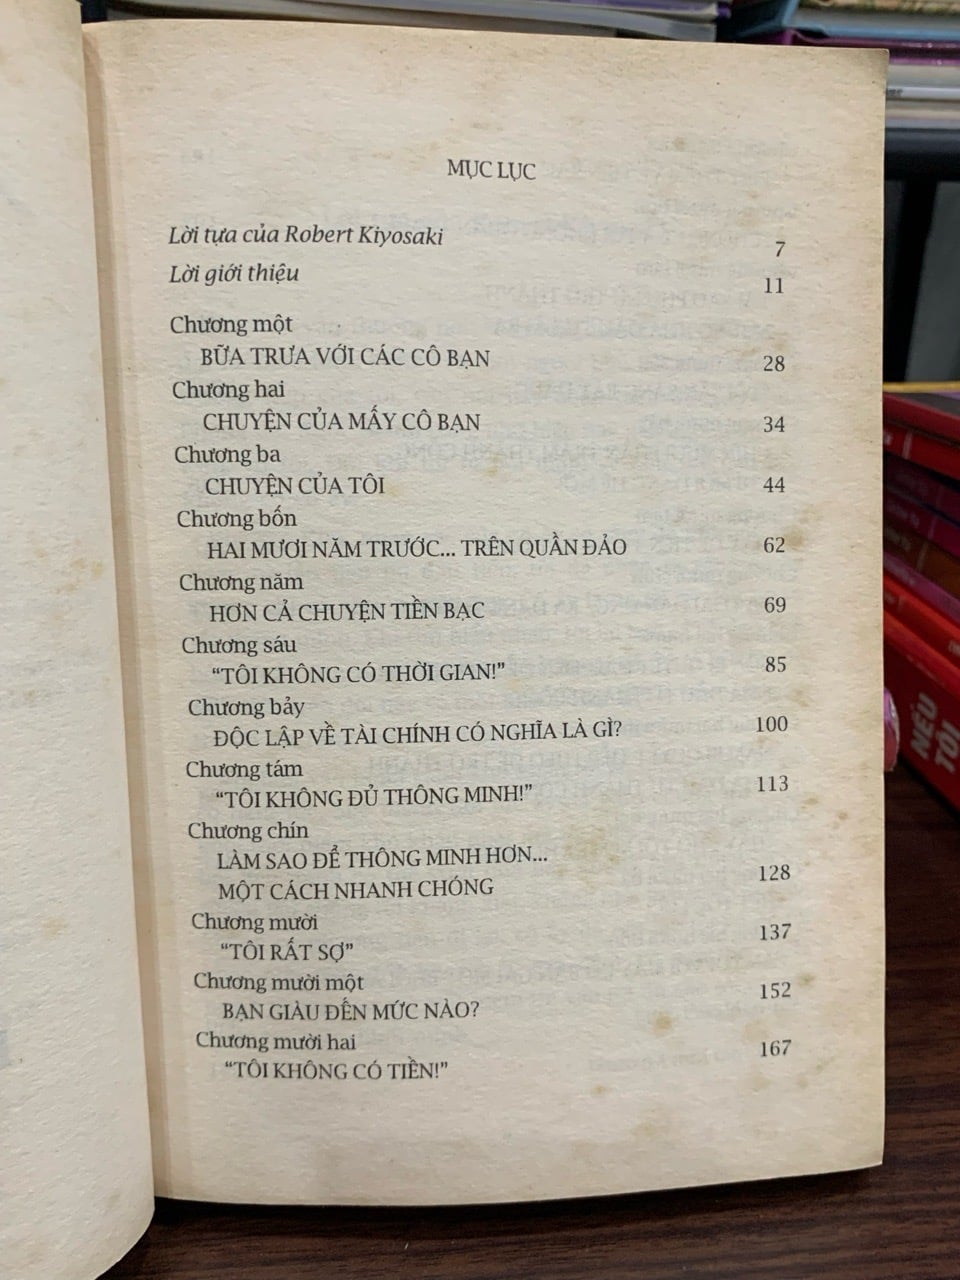 MỤC LỤC
Lời tựa của Robert Kiyosaki 7
Lời giới thiệu 11
Chương một
BỮA TRƯA VỚI CÁC CÔ BẠN 28
Chương hai
CHUYỆN CỦA MẤY CÔ BẠN 34
Chương ba
CHUYỆN CỦA TÔI 44
Chương bốn
HAI MƯƠI NĂM TRƯỚC... TRÊN QUẦN ĐẢO 62
Chương năm
HƠN CẢ CHUYỆN TIỀN BẠC 69
Chương sáu
“TÔI KHÔNG CÓ THỜI GIAN!” 85
Chương bảy
ĐỘC LẬP VỀ TÀI CHÍNH CÓ NGHĨA LÀ GÌ? 100
Chương tám
“TÔI KHÔNG ĐỦ THÔNG MINH!” 113
Chương chín
LÀM SAO ĐỂ THÔNG MINH HƠN...
MỘT CÁCH NHANH CHÓNG 128
Chương mười
“TÔI RẤT SỢ” 137
Chương mười một
BẠN GIÀU ĐẾN MỨC NÀO? 152
Chương mười hai
“TÔI KHÔNG CÓ TIỀN!” 167
NẾU
TÔI